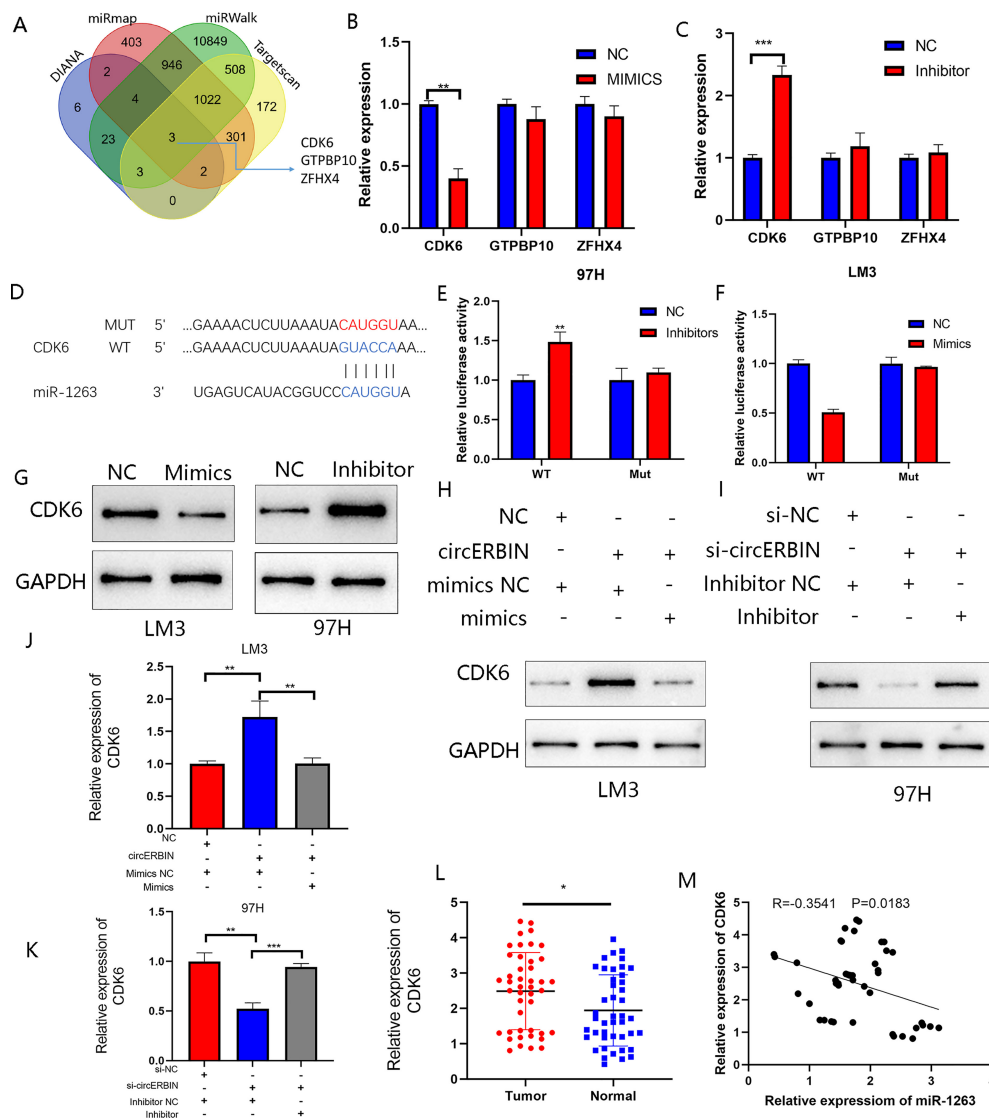 A
miRmap
miRWalk
DIANA
Targetscan
403
10849
2
946
508
6
4
1022
172
23
3
301
3
2
0
CDK6
GTPBP10
ZFHX4
B
Relative expression
1.5
1.0
0.5
0.0
NC
MIMICS
**
CDK6 GTPBP10 ZFHX4
97H
C
Relative expression
4
3
2
1
0
NC
Inhibitor
***
CDK6 GTPBP10 ZFHX4
LM3
D
MUT 5' ...GAAAACUCUUAAAUACAUGGUAA...
CDK6 WT 5' ...GAAAACUCUUAAAUAGUACCAAA...
miR-1263 3' UGAGUCAUACGGUCCCAUGGUA
E
Relative luciferase activity
2.0
1.5
1.0
0.5
0.0
NC
Inhibitors
**
WT Mut
F
Relative luciferase activity
1.5
1.0
0.5
0.0
NC
Mimics
WT Mut
G
NC Mimics NC Inhibitor
CDK6
GAPDH
LM3 97H
H
NC + - -
circERBIN - + +
mimics NC + + -
mimics - - +
CDK6
GAPDH
LM3
I
si-NC + - -
si-circERBIN - + +
Inhibitor NC + + -
Inhibitor - - +
97H
J
LM3
Relative expression of
CDK6
2.5
2.0
1.5
1.0
0.5
0.0
** **
NC + - -
circERBIN - + +
Mimics NC + + -
Mimics - - +
K
97H
Relative expression of
CDK6
1.5
1.0
0.5
0.0
** ***
si-NC + - -
si-circERBIN - + +
Inhibitor NC + + -
Inhibitor - - +
L
Relative expression of
CDK6
5
4
3
2
1
0
*
Tumor Normal
M
Relative expression of CDK6
R=-0.3541 P=0.0183
5
4
3
2
1
0
0 1 2 3 4
Relative expressiom of miR-1263